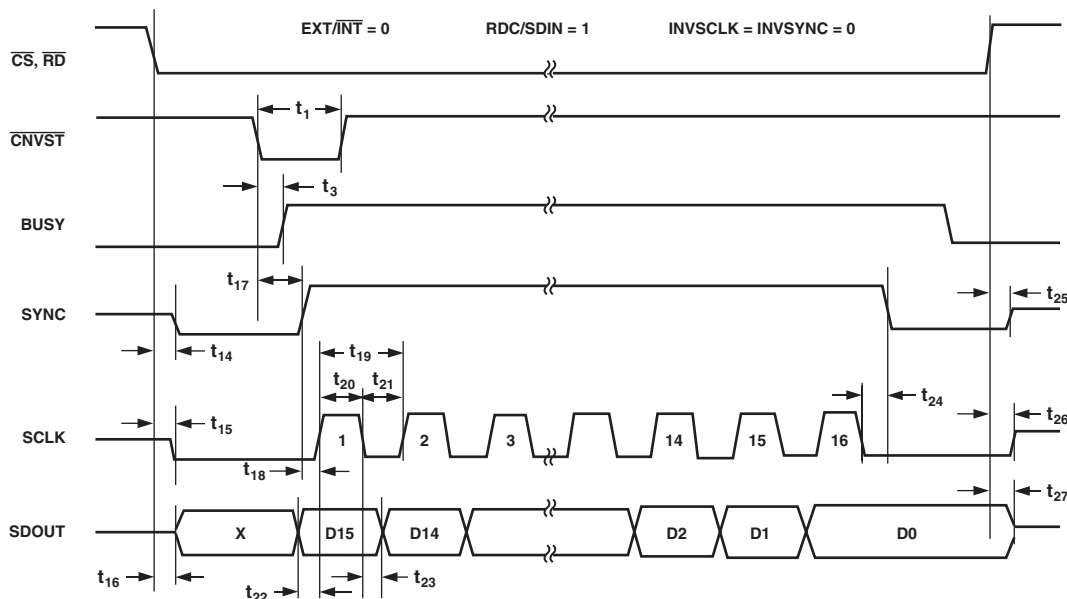 EXT/INT = 0 RDC/SDIN = 1 INVSCLK = INVSYNC = 0
CS, RD
t1
CNVST
t3
BUSY
t17
t25
SYNC
t14
t19
t20 t21
t24
t15
t26
SCLK
1 2 3 14 15 16
t18
t27
SDOUT
X D15 D14 D2 D1 D0
t16
t22
t23